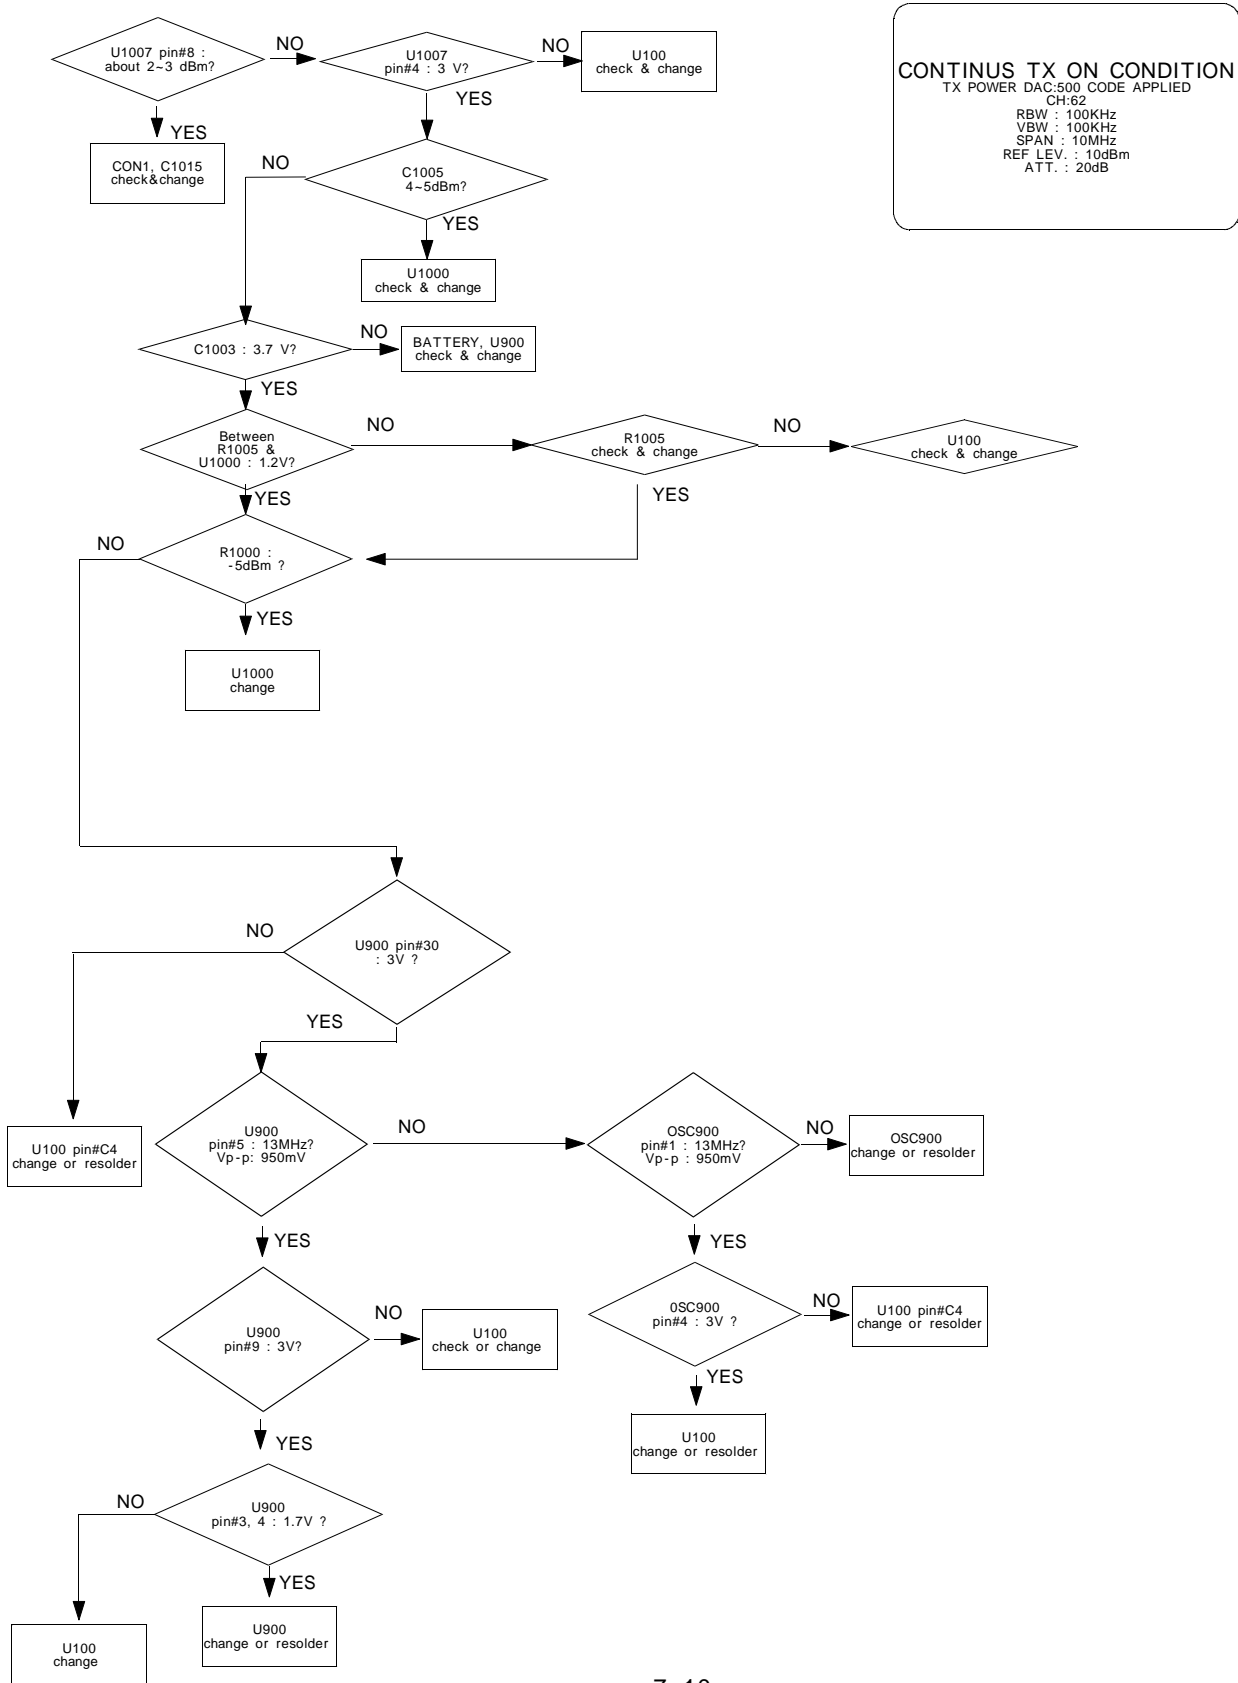 U1007 pin#8 :
about 2~3 dBm?
NO
U1007
pin#4 : 3 V?
NO
U100
check & change
YES
YES
CON1, C1015
check&change
NO
C1005
4~5dBm?
YES
U1000
check & change
CONTINUS TX ON CONDITION
TX POWER DAC:500 CODE APPLIED
CH:62
RBW : 100KHz
VBW : 100KHz
SPAN : 10MHz
REF LEV. : 10dBm
ATT. : 20dB
C1003 : 3.7 V?
NO
BATTERY, U900
check & change
YES
Between
R1005 &
U1000 : 1.2V?
NO
R1005
check & change
NO
U100
check & change
YES
YES
NO
R1000 :
-5dBm ?
YES
U1000
change
NO
U900 pin#30
: 3V ?
YES
U100 pin#C4
change or resolder
U900
pin#5 : 13MHz?
Vp-p: 950mV
NO
OSC900
pin#1 : 13MHz?
Vp-p : 950mV
NO
OSC900
change or resolder
YES
YES
U900
pin#9 : 3V?
NO
U100
check or change
0SC900
pin#4 : 3V ?
NO
U100 pin#C4
change or resolder
YES
U100
change or resolder
YES
NO
U900
pin#3, 4 : 1.7V ?
YES
U900
change or resolder
U100
change